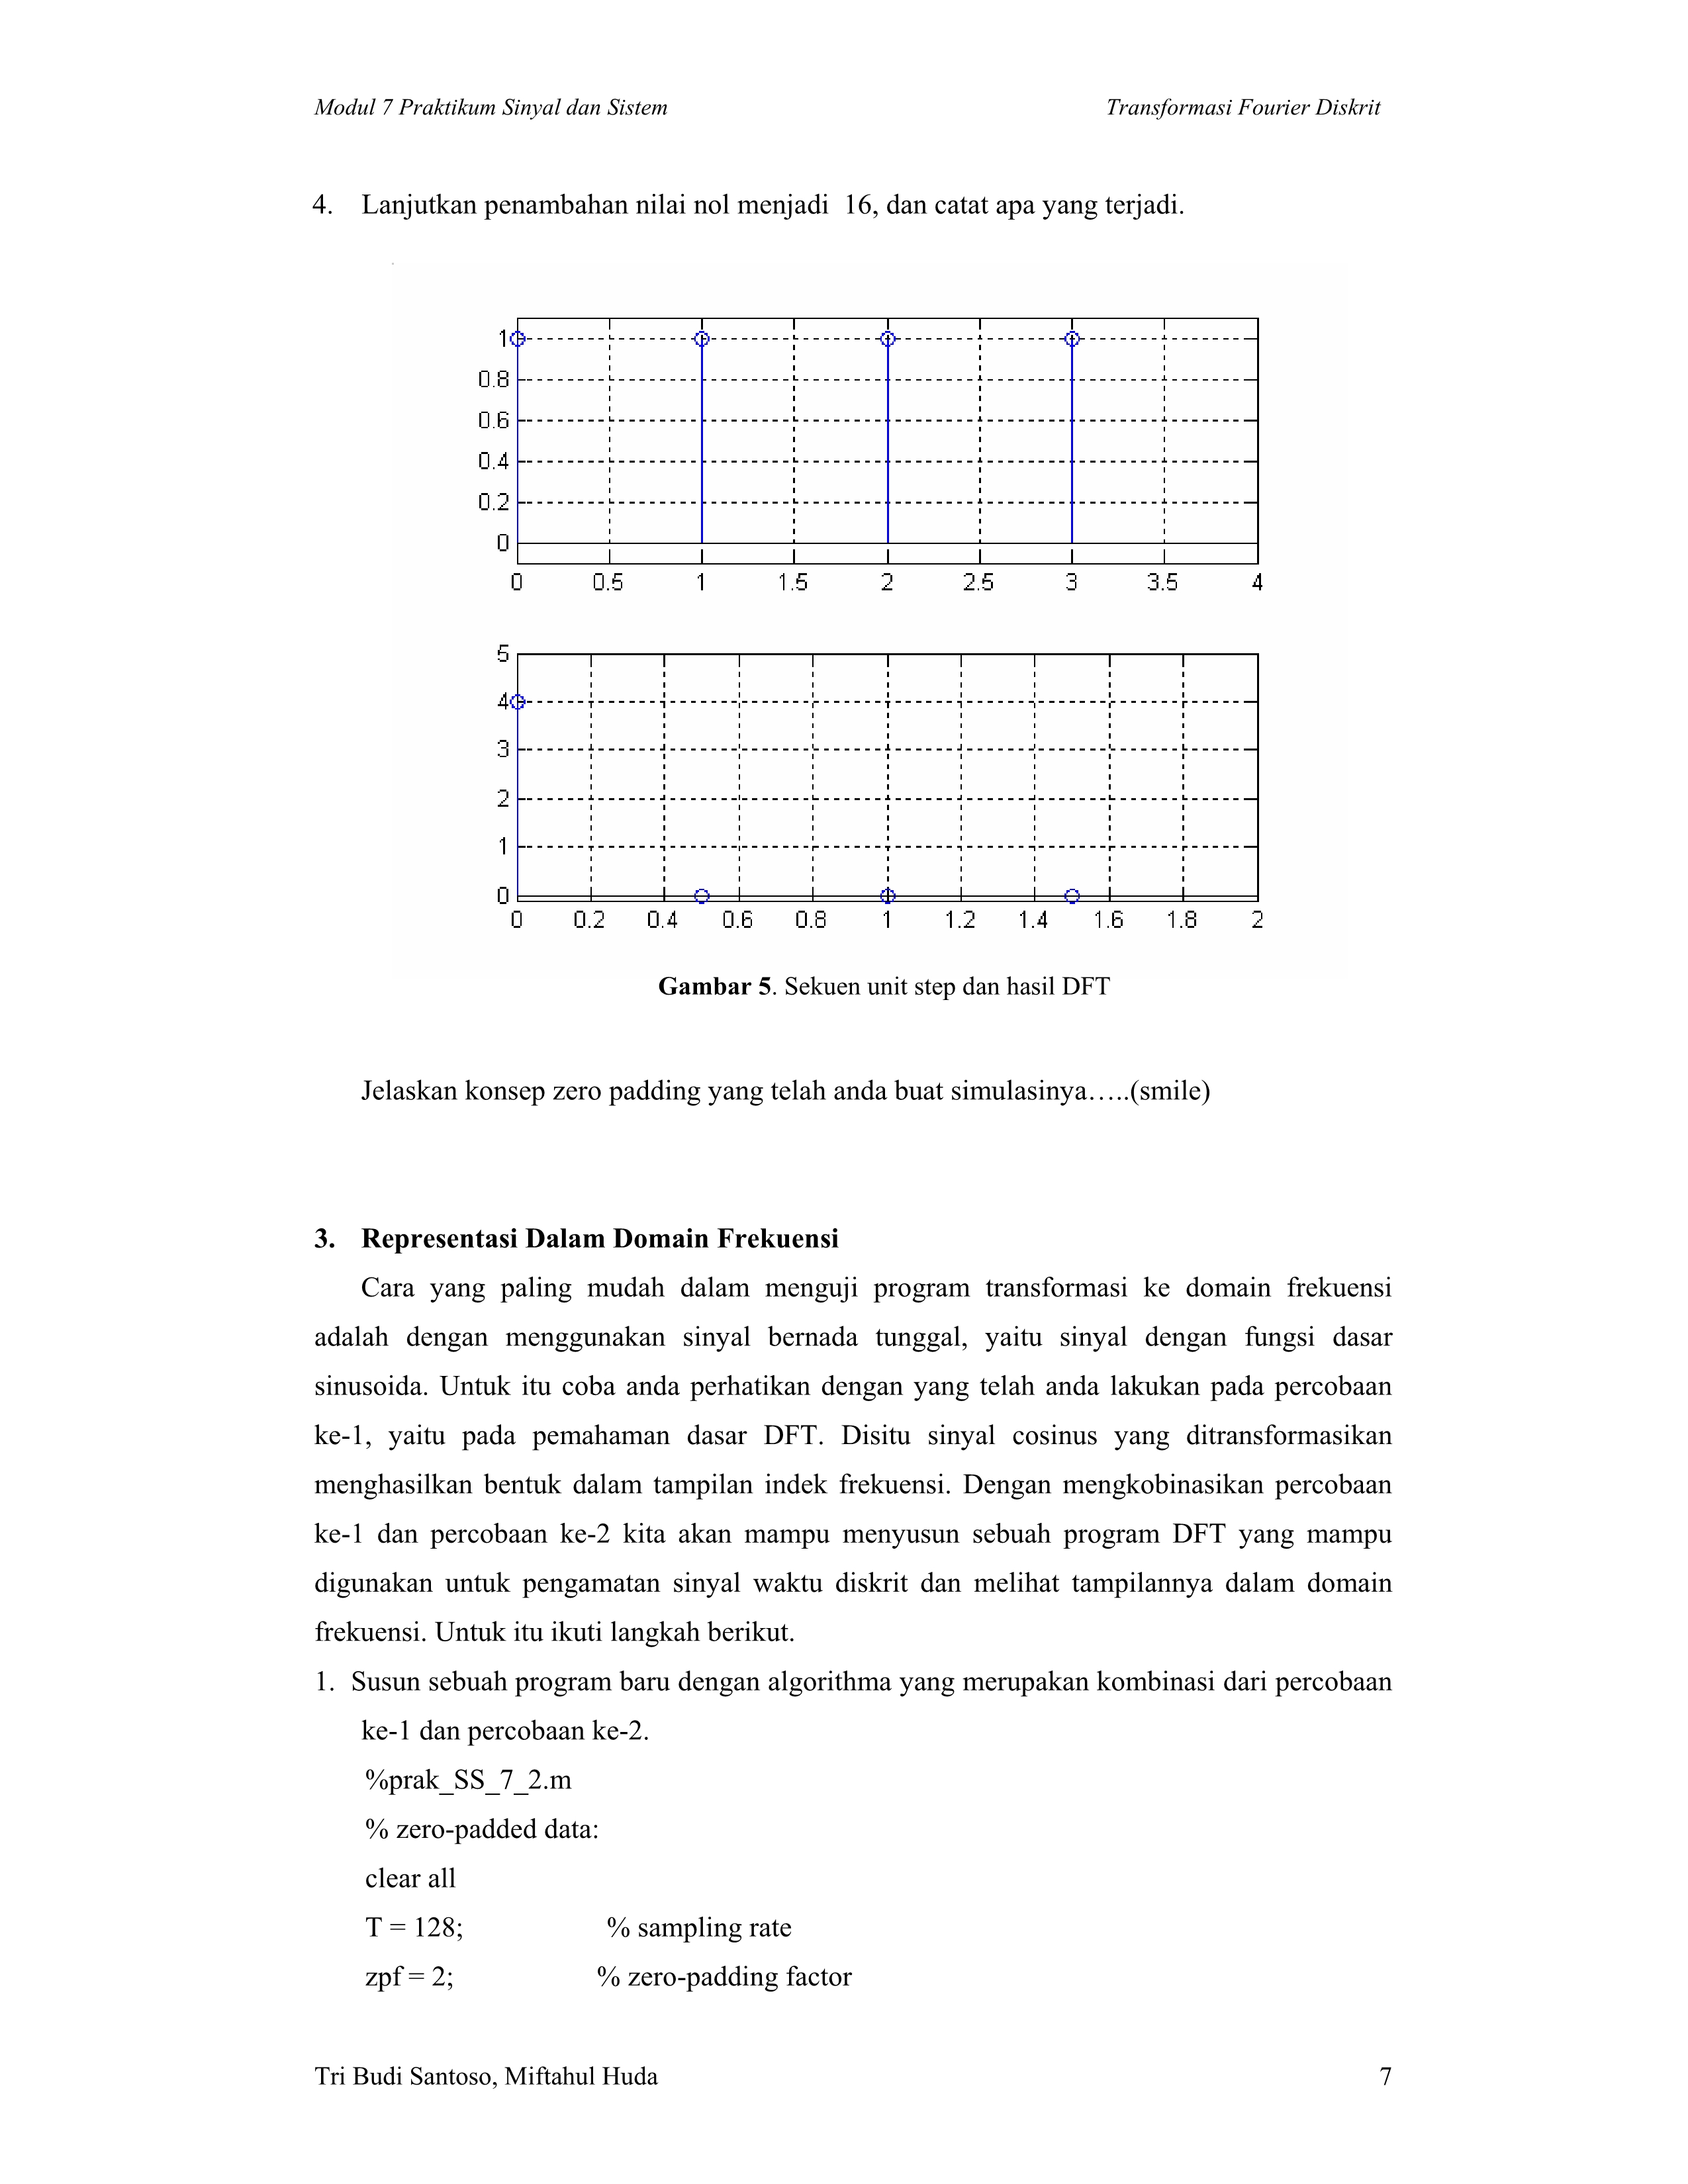 Modul 7 Praktikum Sinyal dan Sistem Transformasi Fourier Diskrit
4. Lanjutkan penambahan nilai nol menjadi 16, dan catat apa yang terjadi.
1
0.8
0.6
0.4
0.2
0
0 0.5 1 1.5 2 2.5 3 3.5 4
5
4
3
2
1
0
0 0.2 0.4 0.6 0.8 1 1.2 1.4 1.6 1.8 2
Gambar 5. Sekuen unit step dan hasil DFT
Jelaskan konsep zero padding yang telah anda buat simulasinya…..(smile)
3. Representasi Dalam Domain Frekuensi
Cara yang paling mudah dalam menguji program transformasi ke domain frekuensi
adalah dengan menggunakan sinyal bernada tunggal, yaitu sinyal dengan fungsi dasar
sinusoida. Untuk itu coba anda perhatikan dengan yang telah anda lakukan pada percobaan
ke-1, yaitu pada pemahaman dasar DFT. Disitu sinyal cosinus yang ditransformasikan
menghasilkan bentuk dalam tampilan indek frekuensi. Dengan mengkobinasikan percobaan
ke-1 dan percobaan ke-2 kita akan mampu menyusun sebuah program DFT yang mampu
digunakan untuk pengamatan sinyal waktu diskrit dan melihat tampilannya dalam domain
frekuensi. Untuk itu ikuti langkah berikut.
1. Susun sebuah program baru dengan algorithma yang merupakan kombinasi dari percobaan
ke-1 dan percobaan ke-2.
%prak_SS_7_2.m
% zero-padded data:
clear all
T = 128; % sampling rate
zpf = 2; % zero-padding factor
Tri Budi Santoso, Miftahul Huda 7